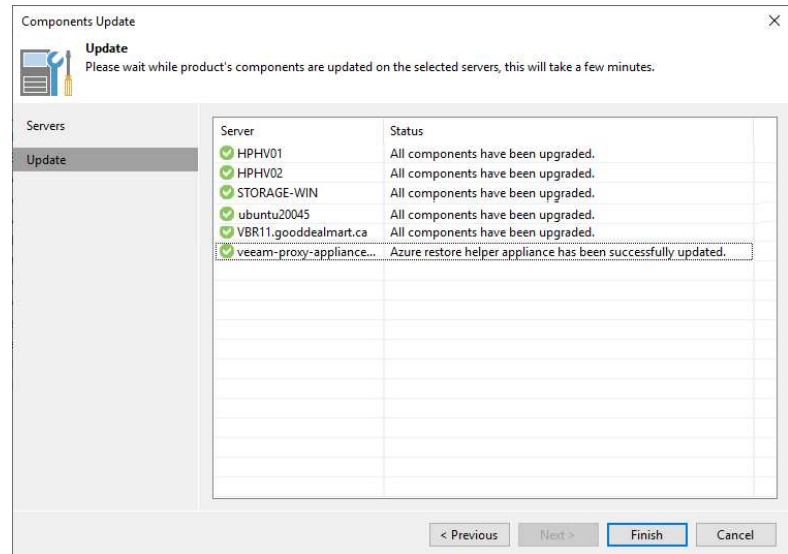 Components Update
Update
Please wait while product's components are updated on the selected servers, this will take a few minutes.
Servers
Update
Server Status
HPHV01 All components have been upgraded.
HPHV02 All components have been upgraded.
STORAGE-WIN All components have been upgraded.
ubuntu20045 All components have been upgraded.
VBR11.gooddealmart.ca All components have been upgraded.
veeam-proxy-appliance... Azure restore helper appliance has been successfully updated.
< Previous Next > Finish Cancel